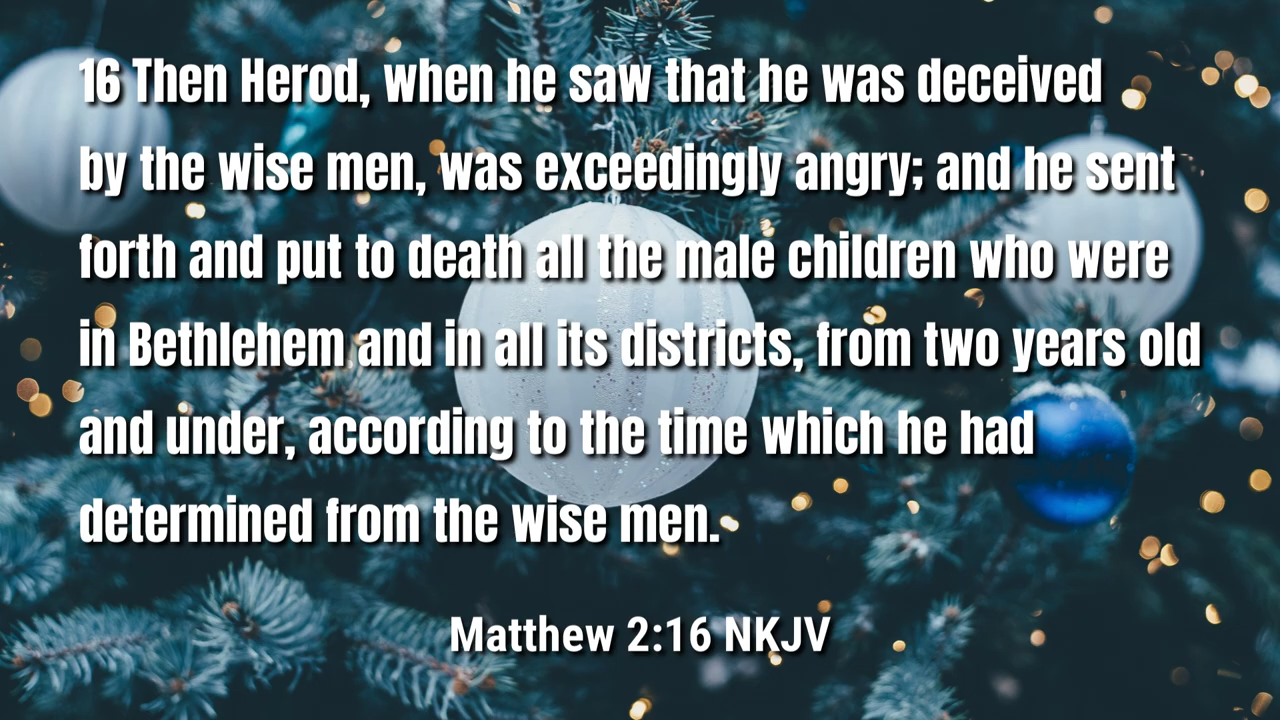 16 Then Herod, when he saw that he was deceived
by the wise men, was exceedingly angry; and he sent
forth and put to death all the male children who were
in Bethlehem and in all its districts, from two years old
and under, according to the time which he had
determined from the wise men.
Matthew 2:16 NKJV